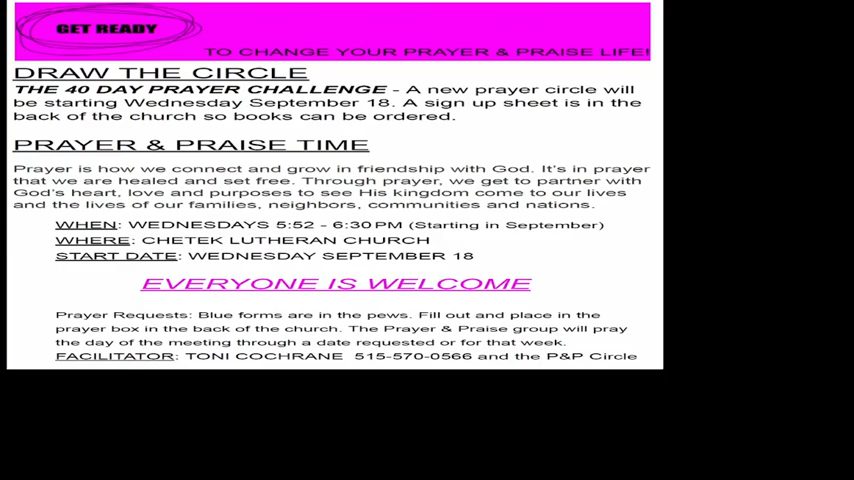 GET READY
TO CHANGE YOUR PRAYER & PRAISE LIFE!
DRAW THE CIRCLE
THE 40 DAY PRAYER CHALLENGE - A new prayer circle will
be starting Wednesday September 18. A sign up sheet is in the
back of the church so books can be ordered.
PRAYER & PRAISE TIME
Prayer is how we connect and grow in friendship with God. It's in prayer
that we are healed and set free. Through prayer, we get to partner with
God's heart, love and purposes to see His kingdom come to our lives
and the lives of our families, neighbors, communities and nations.
WHEN: WEDNESDAYS 5:52 - 6:30PM (Starting in September)
WHERE: CHETEK LUTHERAN CHURCH
START DATE: WEDNESDAY SEPTEMBER 18
EVERYONE IS WELCOME
Prayer Requests: Blue forms are in the pews. Fill out and place in the
prayer box in the back of the church. The Prayer & Praise group will pray
the day of the meeting through a date requested or for that week.
FACILITATOR: TONI COCHRANE 515-570-0566 and the P&P Circle